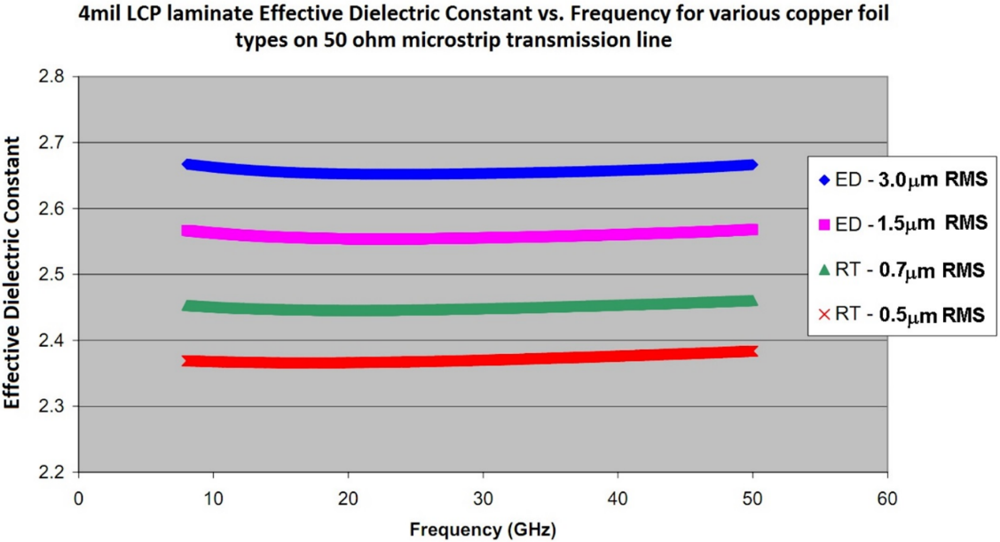 4mil LCP laminate Effective Dielectric Constant vs. Frequency for various copper foil
types on 50 ohm microstrip transmission line
Effective Dielectric Constant
2.8
2.7
2.6
2.5
2.4
2.3
2.2
0 10 20 30 40 50 60
Frequency (GHz)
ED - 3.0μm RMS
ED - 1.5μm RMS
RT - 0.7μm RMS
RT - 0.5μm RMS